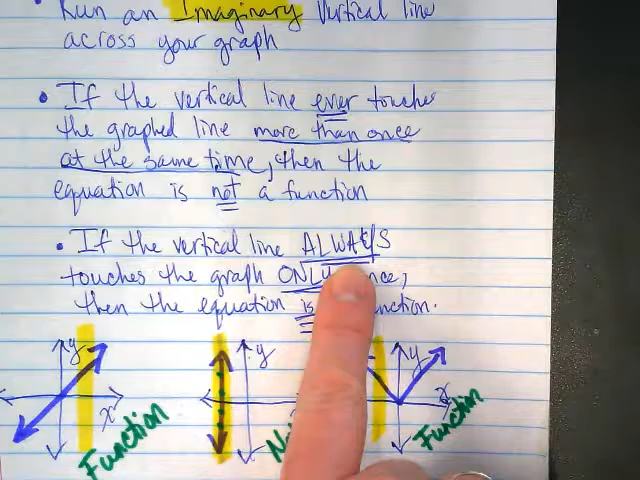 • Run an Imaginary vertical line
across your graph
• If the vertical line ever touches
the graphed line more than once
at the same time, then the
equation is not a function
• If the vertical line ALWAYS
touches the graph ONLY
then the equation is
y
y
y
x
x
Function
Function